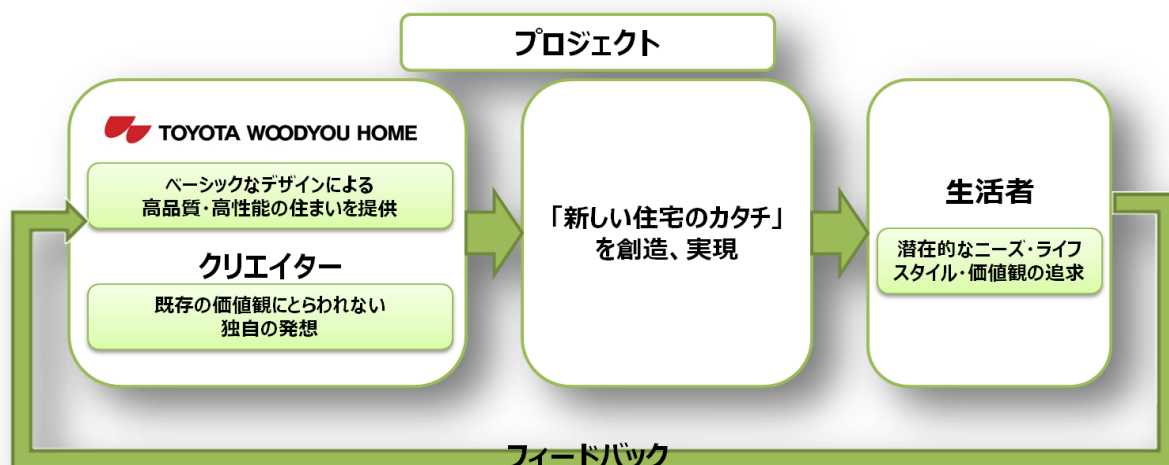 プロジェクト
TOYOTA WOODYOU HOME
ベーシックなデザインによる
高品質・高性能の住まいを提供
クリエイター
既存の価値観にとらわれない
独自の発想
「新しい住宅のカタチ」
を創造、実現
生活者
潜在的なニーズ・ライフ
スタイル・価値観の追求
フィードバック